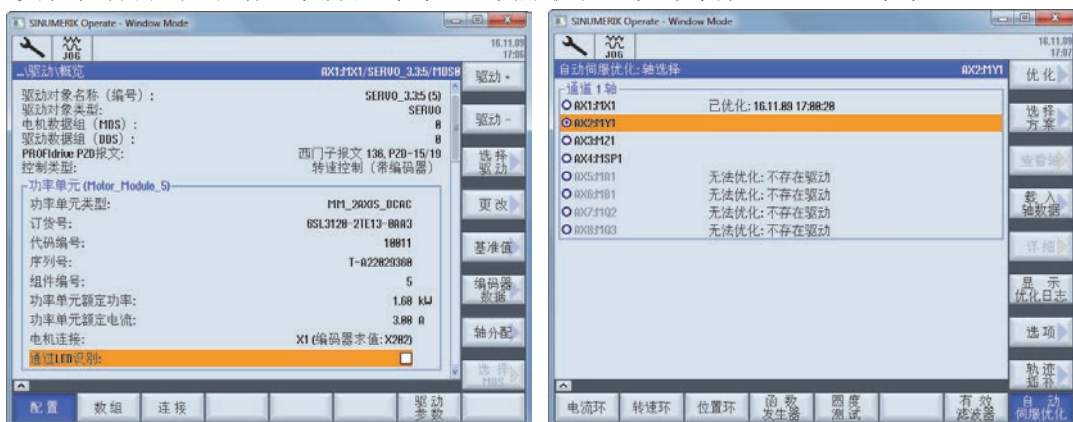 SINUMERIK Operate - Window Mode
JOG
16.11.09
17:06
...\驱动\概览
AX1:MX1/SERVO_3.3:5/MDS0
驱动 +
驱动对象名称(编号):
SERVO_3.3:5 (5)
驱动对象类型:
SERVO
电机数据组(MDS):
0
驱动 -
驱动数据组(DDS):
0
PROFIdrive PZD报文:
西门子报文 136, PZD-15/19
选择
驱动
控制类型:
转速控制(带编码器)
功率单元 (Motor_Module_5)
功率单元类型:
MM_2AXIS_DCAC
更改
订货号:
6SL3120-2TE13-0AA3
代码编号:
10011
基准值
序列号:
T-A22029360
组件编号:
5
编码器
数据
功率单元额定功率:
1.60 kW
功率单元额定电流:
3.00 A
轴分配
电机连接:
X1 (编码器求值: X202)
通过LED识别:
选择
MDS
配置
数组
连接
驱动
参数
SINUMERIK Operate - Window Mode
JOG
16.11.09
17:07
自动伺服优化: 轴选择
AX2:MY1
优化
通道 1 轴
AX1:MX1
已优化: 16.11.09 17:00:20
选择
方案
AX2:MY1
AX3:MZ1
查看轴
AX4:MSP1
AX5:MA1
无法优化: 不存在驱动
载入
轴数据
AX6:MB1
无法优化: 不存在驱动
AX7:MQ2
无法优化: 不存在驱动
AX8:MQ3
无法优化: 不存在驱动
详细
显示
优化日志
选项
轨迹
插补
电流环
转速环
位置环
函数
发生器
圆度
测试
有效
滤波器
自动
伺服优化